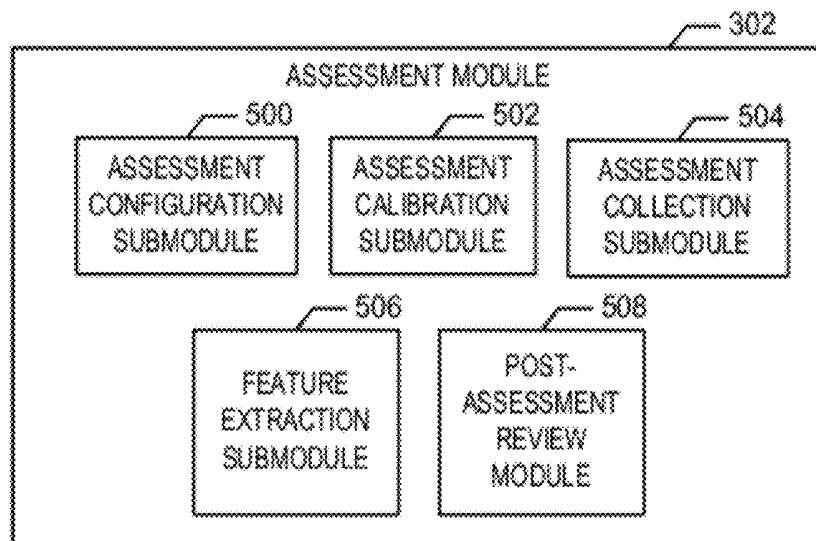 302
ASSESSMENT MODULE
500
ASSESSMENT
CONFIGURATION
SUBMODULE
502
ASSESSMENT
CALIBRATION
SUBMODULE
504
ASSESSMENT
COLLECTION
SUBMODULE
506
FEATURE
EXTRACTION
SUBMODULE
508
POST-
ASSESSMENT
REVIEW
MODULE